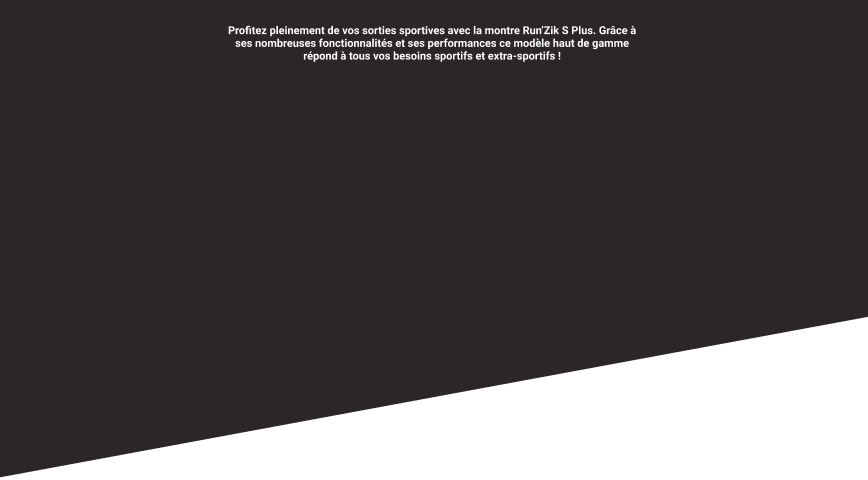 Profitez pleinement de vos sorties sportives avec la montre Run'Zik S Plus. Grâce à
ses nombreuses fonctionnalités et ses performances ce modèle haut de gamme
répond à tous vos besoins sportifs et extra-sportifs !